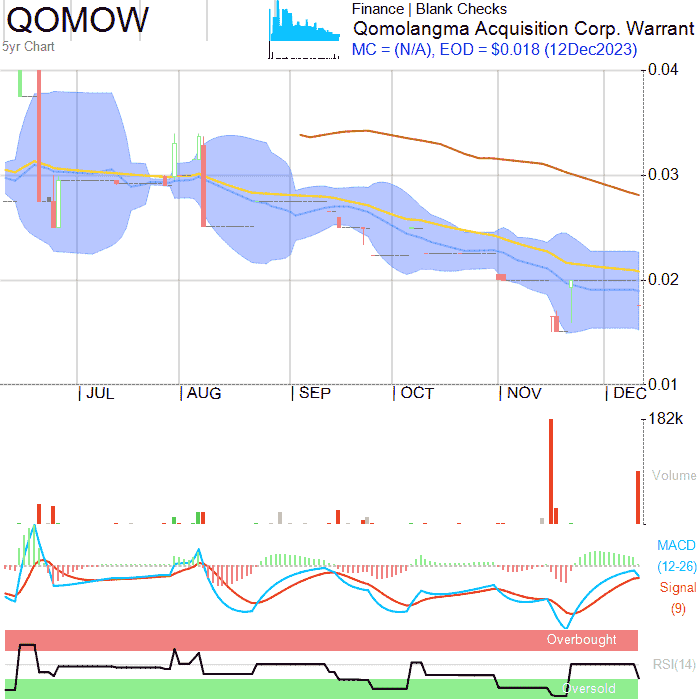 QOMOW
5yr Chart
Finance | Blank Checks
Qomolangma Acquisition Corp. Warrant
MC = (N/A), EOD = $0.018 (12Dec2023)
0.04
0.03
0.02
0.01
JUL
AUG
SEP
OCT
NOV
DEC
182k
Volume
MACD
(12-26)
Signal
(9)
Overbought
RSI(14)
Oversold